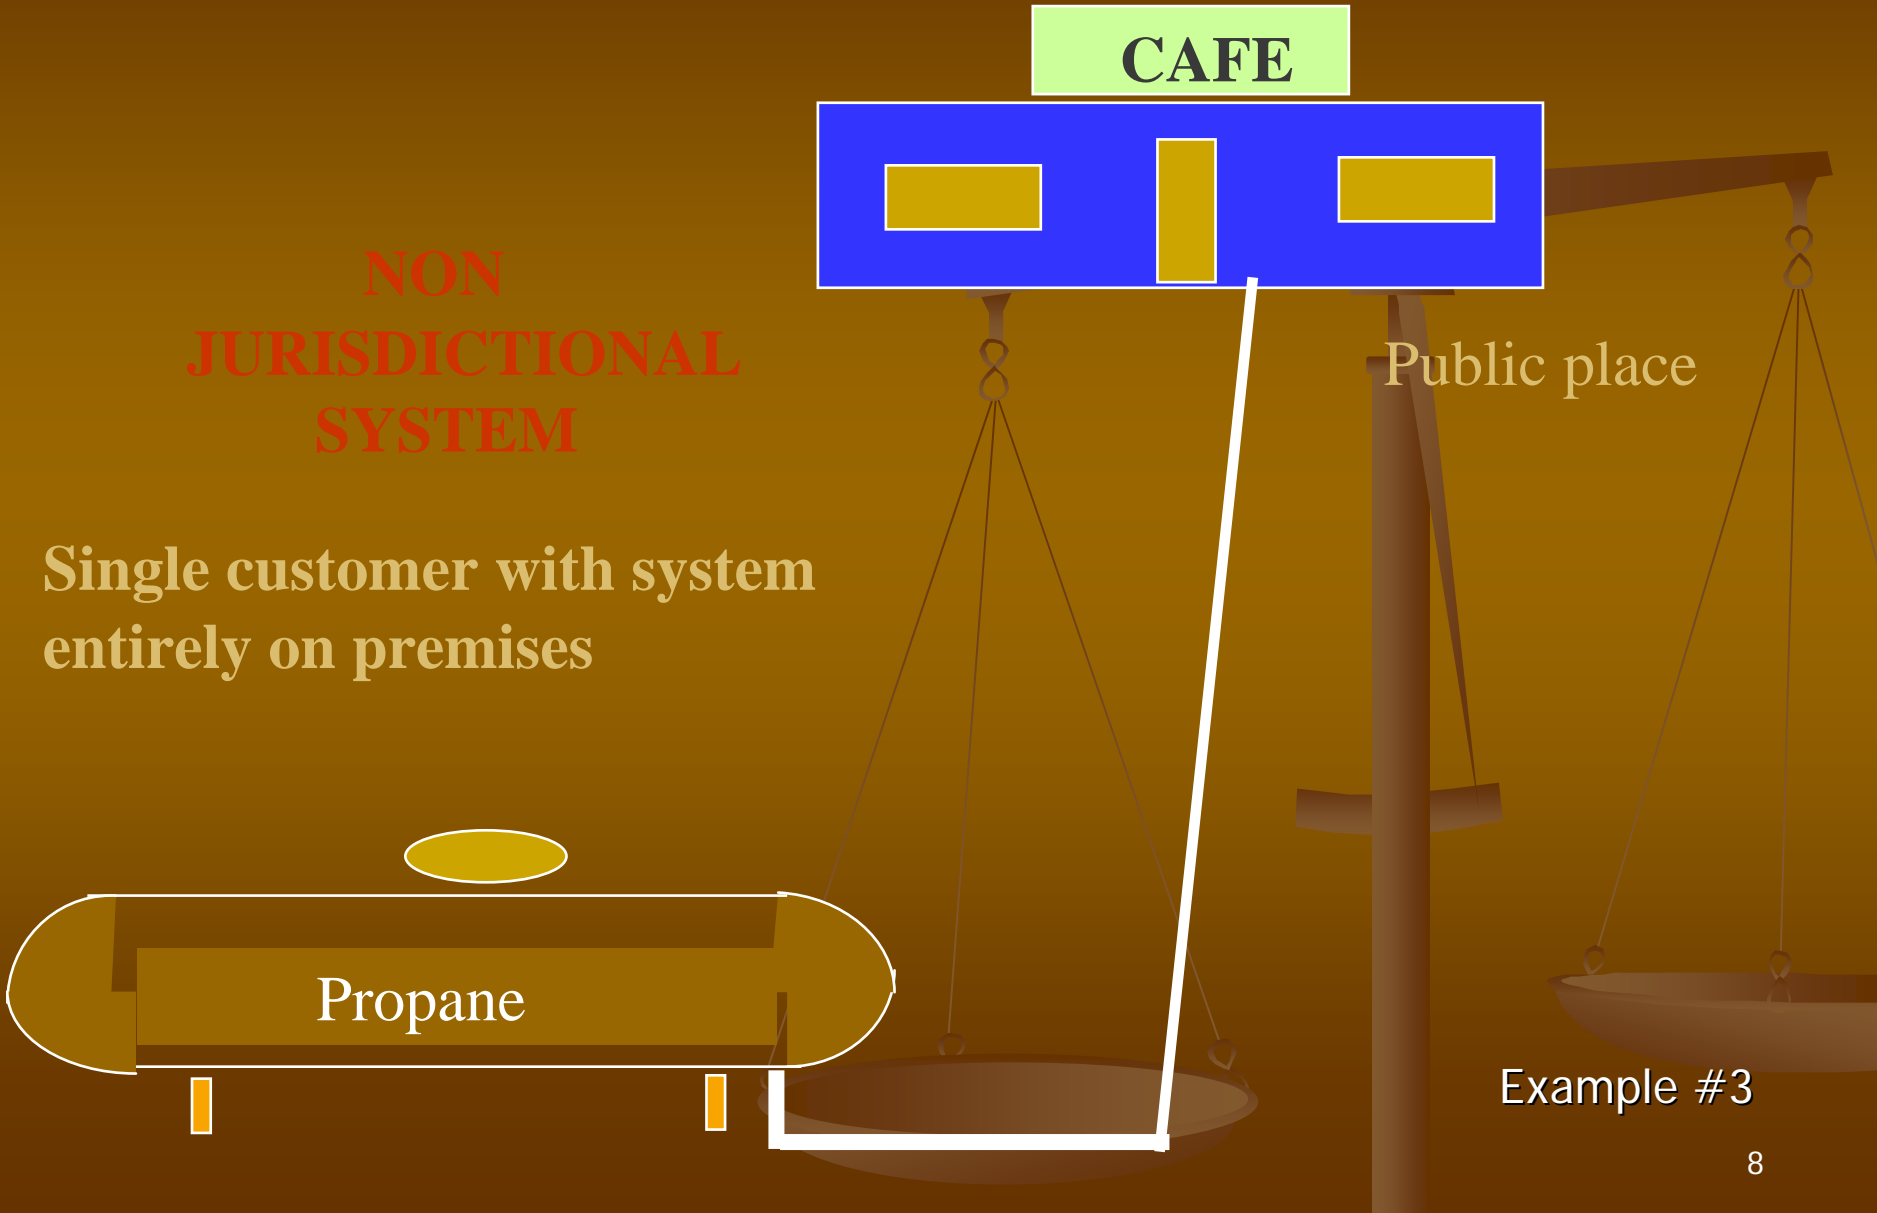 CAFE
NON
JURISDICTIONAL
SYSTEM
Public place
Single customer with system
entirely on premises
Propane
Example #3
8